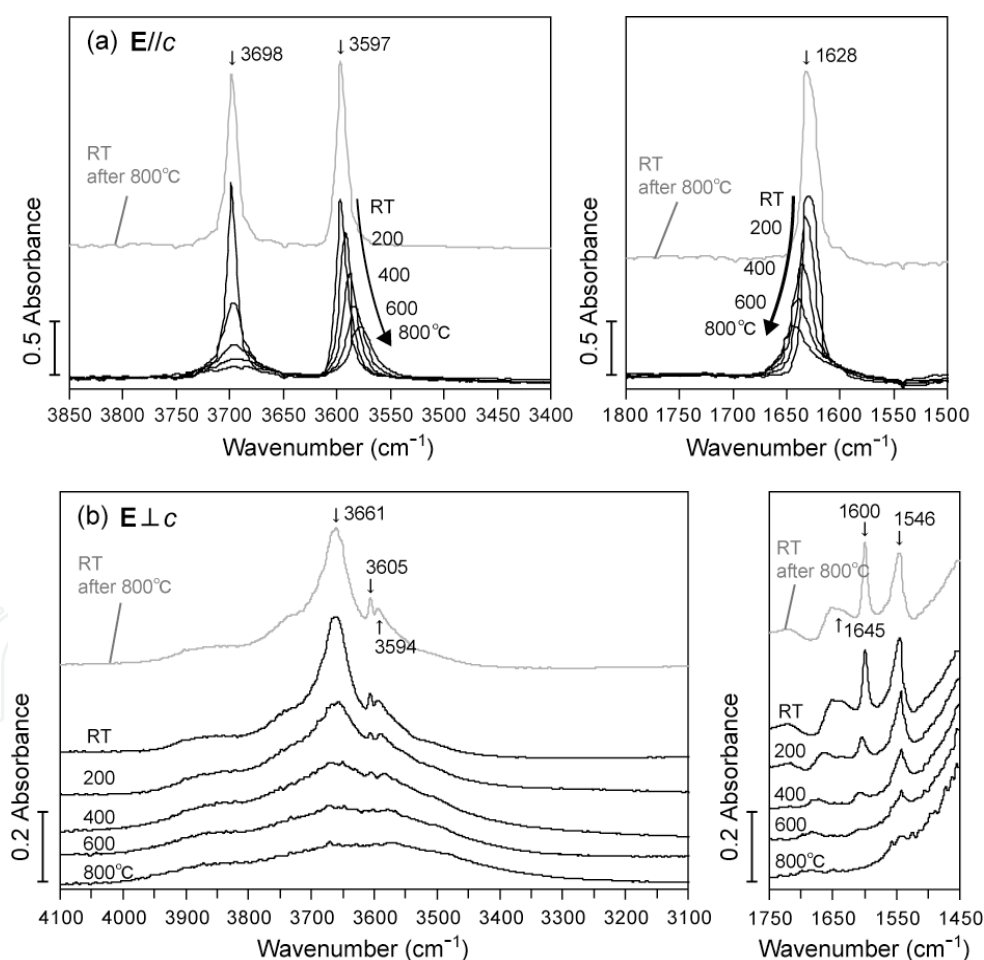 (a) E//c
↓3698
↓3597
RT
after 800℃
RT
200
400
600
800℃
0.5 Absorbance
3850 3800 3750 3700 3650 3600 3550 3500 3450 3400
Wavenumber (cm⁻¹)
↓ 1628
RT
after 800℃
RT
200
400
600
800℃
0.5 Absorbance
1800 1750 1700 1650 1600 1550 1500
Wavenumber (cm⁻¹)
(b) E⊥c
↓3661
3605
↓
↑
3594
RT
after 800℃
RT
200
400
600
800℃
0.2 Absorbance
4100 4000 3900 3800 3700 3600 3500 3400 3300 3200 3100
Wavenumber (cm⁻¹)
1600
↓
1546
↓
RT
after 800℃
↑1645
RT
200
400
600
800℃
0.2 Absorbance
1750 1650 1550 1450
Wavenumber (cm⁻¹)